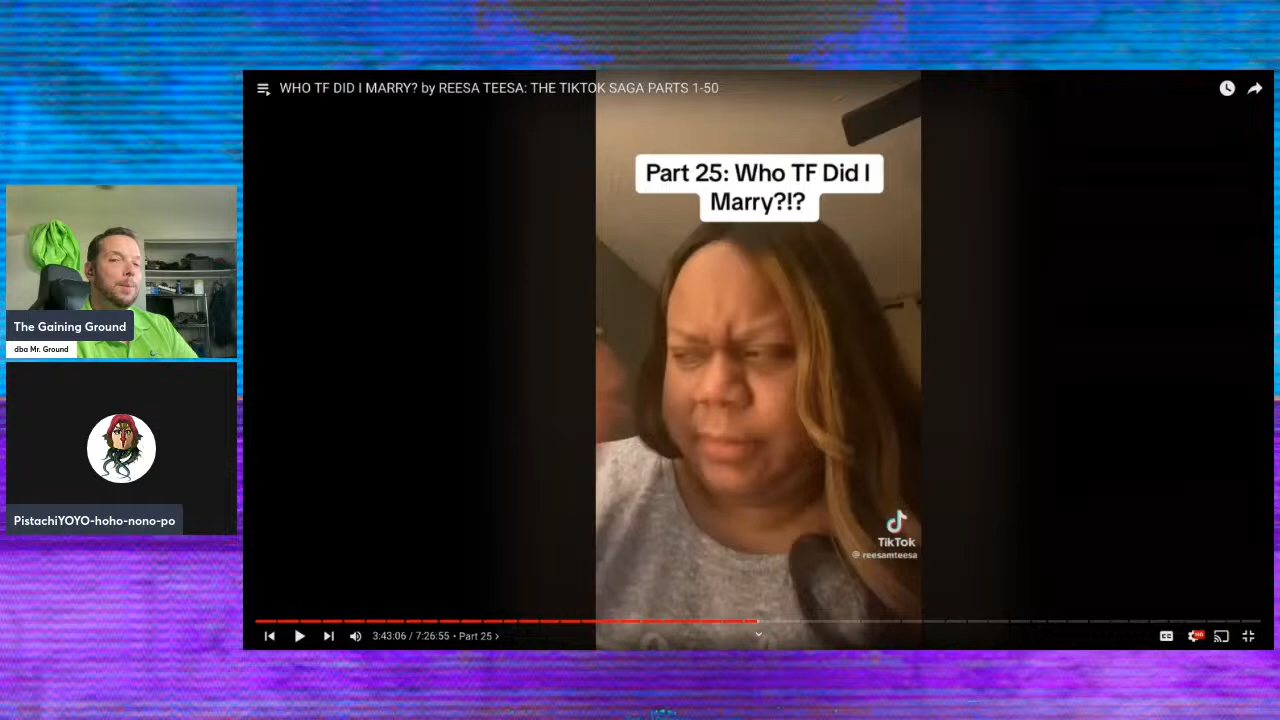 WHO TF DID I MARRY? by REESA TEESA: THE TIKTOK SAGA PARTS 1-50
Part 25: Who TF Did I
Marry?!?
The Gaining Ground
dba Mr. Ground
PistachiYOYO-hoho-nono-po
TikTok
@reesamteesa
3:43:06 / 7:26:55 • Part 25 ›
CC
HD